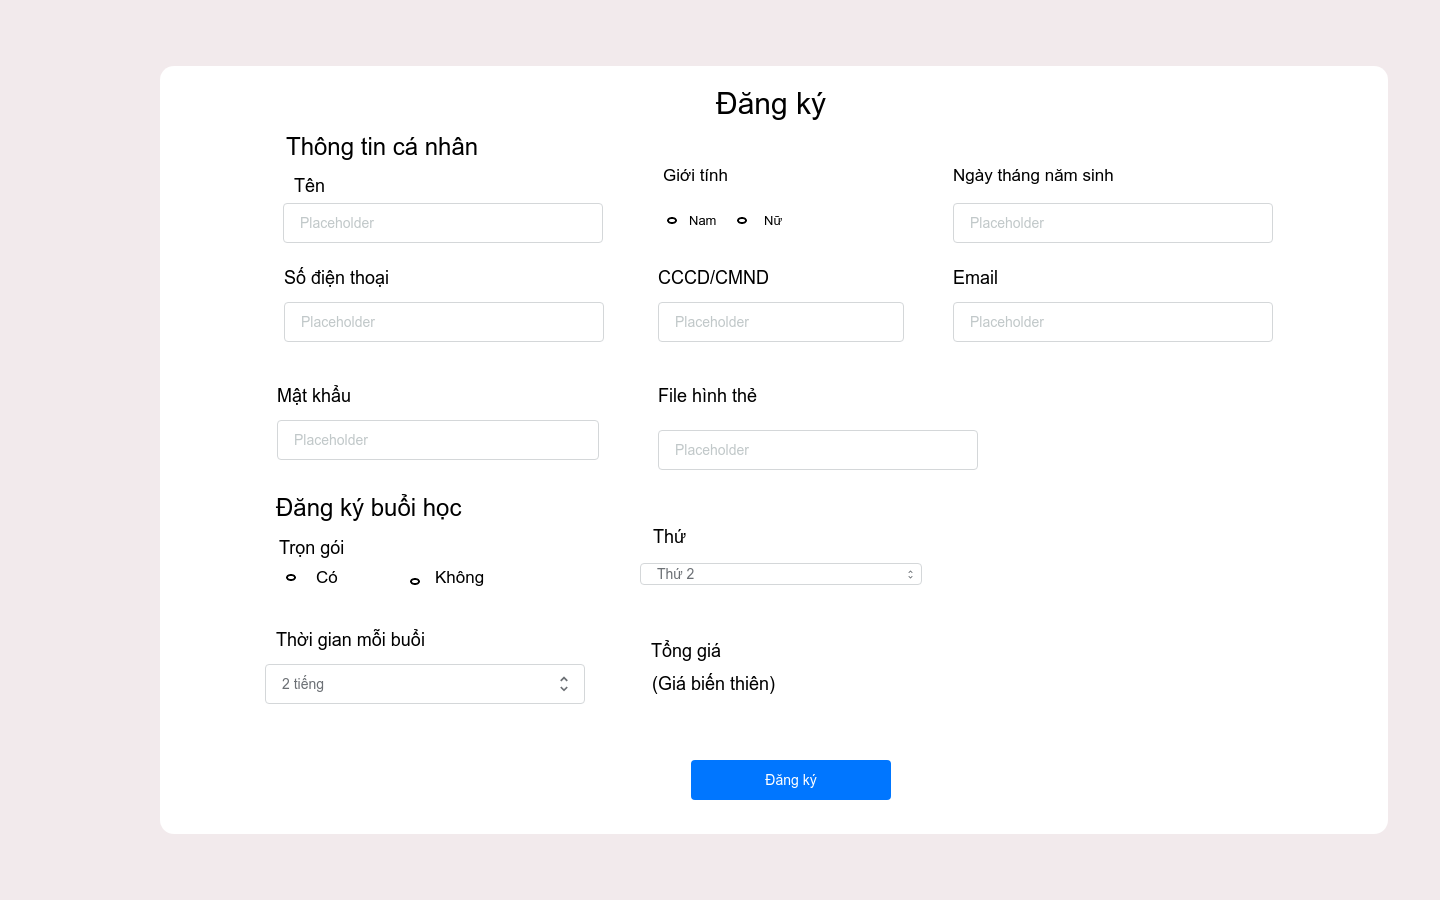 Đăng ký
Thông tin cá nhân
Tên
Giới tính
Ngày tháng năm sinh
Placeholder
Nam
Nữ
Placeholder
Số điện thoại
CCCD/CMND
Email
Placeholder
Placeholder
Placeholder
Mật khẩu
File hình thẻ
Placeholder
Placeholder
Đăng ký buổi học
Thứ
Trọn gói
Thứ 2
Có
Không
Thời gian mỗi buổi
Tổng giá
2 tiếng
(Giá biến thiên)
Đăng ký